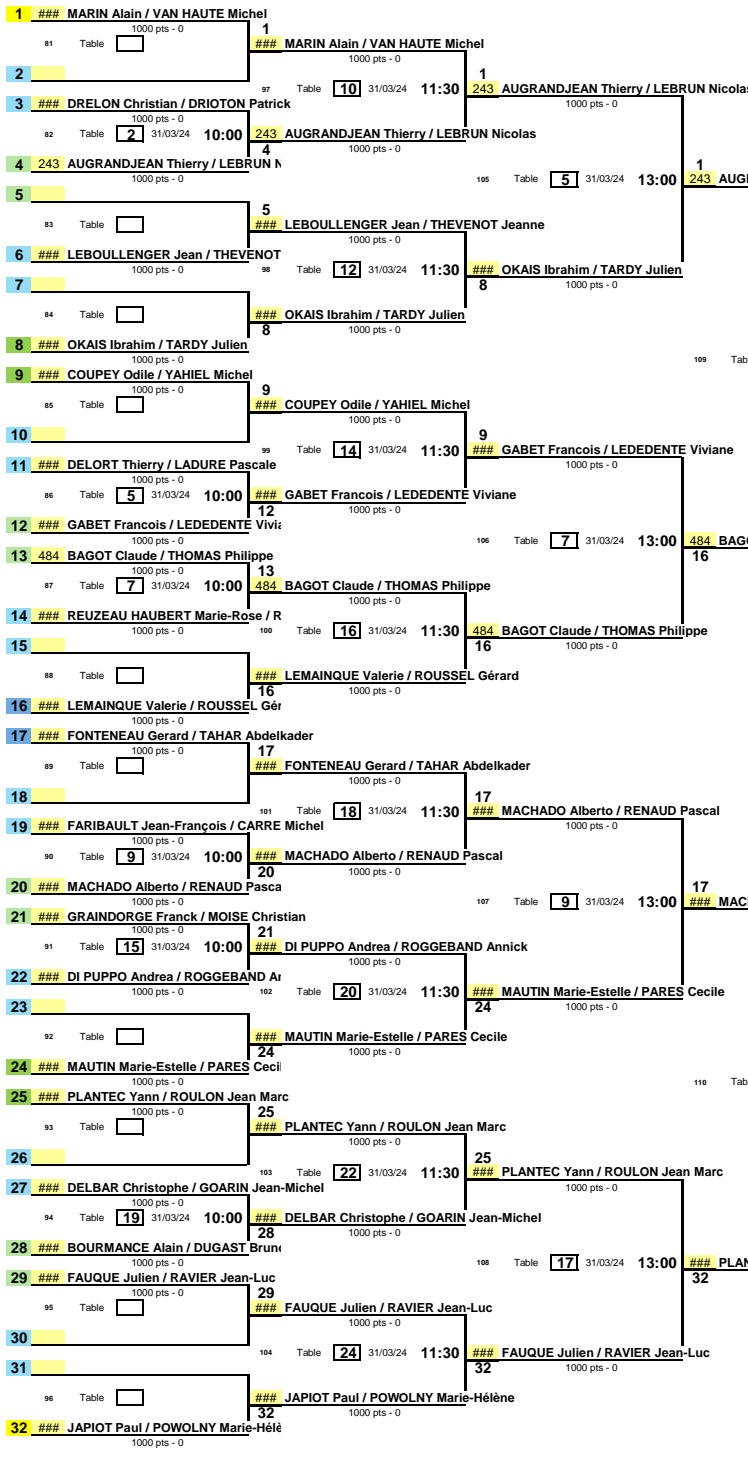 1 ### MARIN Alain / VAN HAUTE Michel
1000 pts - 0 1
81 Table ### MARIN Alain / VAN HAUTE Michel
1000 pts - 0
2 1
97 Table 10 31/03/24 11:30 243 AUGRANDJEAN Thierry / LEBRUN Nicolas
3 ### DRELON Christian / DRIOTON Patrick 1000 pts - 0
1000 pts - 0
82 Table 2 31/03/24 10:00 243 AUGRANDJEAN Thierry / LEBRUN Nicolas
4 1000 pts - 0
4 243 AUGRANDJEAN Thierry / LEBRUN N 1
1000 pts - 0 105 Table 5 31/03/24 13:00 243 AUG
5
5
83 Table ### LEBOULLENGER Jean / THEVENOT Jeanne
1000 pts - 0
6 ### LEBOULLENGER Jean / THEVENOT
1000 pts - 0 98 Table 12 31/03/24 11:30 ### OKAIS Ibrahim / TARDY Julien
7 8 1000 pts - 0
84 Table ### OKAIS Ibrahim / TARDY Julien
8 1000 pts - 0
8 ### OKAIS Ibrahim / TARDY Julien
1000 pts - 0 109 Tab
9 ### COUPEY Odile / YAHIEL Michel
1000 pts - 0 9
85 Table ### COUPEY Odile / YAHIEL Michel
1000 pts - 0
10 9
99 Table 14 31/03/24 11:30 ### GABET Francois / LEDEDENTE Viviane
11 ### DELORT Thierry / LADURE Pascale 1000 pts - 0
1000 pts - 0
86 Table 5 31/03/24 10:00 ### GABET Francois / LEDEDENTE Viviane
12 1000 pts - 0
12 ### GABET Francois / LEDEDENTE Vivia
1000 pts - 0 106 Table 7 31/03/24 13:00 484 BAGO
13 484 BAGOT Claude / THOMAS Philippe 16
1000 pts - 0 13
87 Table 7 31/03/24 10:00 484 BAGOT Claude / THOMAS Philippe
1000 pts - 0
14 ### REUZEAU HAUBERT Marie-Rose / R
1000 pts - 0 100 Table 16 31/03/24 11:30 484 BAGOT Claude / THOMAS Philippe
15 16 1000 pts - 0
88 Table ### LEMAINQUE Valerie / ROUSSEL Gérard
16 1000 pts - 0
16 ### LEMAINQUE Valerie / ROUSSEL Gér
1000 pts - 0
17 ### FONTENEAU Gerard / TAHAR Abdelkader
1000 pts - 0 17
89 Table ### FONTENEAU Gerard / TAHAR Abdelkader
1000 pts - 0
18 17
101 Table 18 31/03/24 11:30 ### MACHADO Alberto / RENAUD Pascal
19 ### FARIBAULT Jean-François / CARRE Michel 1000 pts - 0
1000 pts - 0
90 Table 9 31/03/24 10:00 ### MACHADO Alberto / RENAUD Pascal
20 1000 pts - 0
20 ### MACHADO Alberto / RENAUD Pasca 17
1000 pts - 0 107 Table 9 31/03/24 13:00 ### MAC
21 ### GRAINDORGE Franck / MOISE Christian
1000 pts - 0 21
91 Table 15 31/03/24 10:00 ### DI PUPPO Andrea / ROGGEBAND Annick
1000 pts - 0
22 ### DI PUPPO Andrea / ROGGEBAND An
1000 pts - 0 102 Table 20 31/03/24 11:30 ### MAUTIN Marie-Estelle / PARES Cecile
23 24 1000 pts - 0
92 Table ### MAUTIN Marie-Estelle / PARES Cecile
24 1000 pts - 0
24 ### MAUTIN Marie-Estelle / PARES Cecil
1000 pts - 0 110 Tab
25 ### PLANTEC Yann / ROULON Jean Marc
1000 pts - 0 25
93 Table ### PLANTEC Yann / ROULON Jean Marc
1000 pts - 0
26 25
103 Table 22 31/03/24 11:30 ### PLANTEC Yann / ROULON Jean Marc
27 ### DELBAR Christophe / GOARIN Jean-Michel 1000 pts - 0
1000 pts - 0
94 Table 19 31/03/24 10:00 ### DELBAR Christophe / GOARIN Jean-Michel
28 1000 pts - 0
28 ### BOURMANCE Alain / DUGAST Brun
1000 pts - 0 108 Table 17 31/03/24 13:00 ### PLAN
29 ### FAUQUE Julien / RAVIER Jean-Luc 32
1000 pts - 0 29
95 Table ### FAUQUE Julien / RAVIER Jean-Luc
1000 pts - 0
30
104 Table 24 31/03/24 11:30 ### FAUQUE Julien / RAVIER Jean-Luc
31 32 1000 pts - 0
96 Table ### JAPIOT Paul / POWOLNY Marie-Hélène
32 1000 pts - 0
32 ### JAPIOT Paul / POWOLNY Marie-Hélè
1000 pts - 0